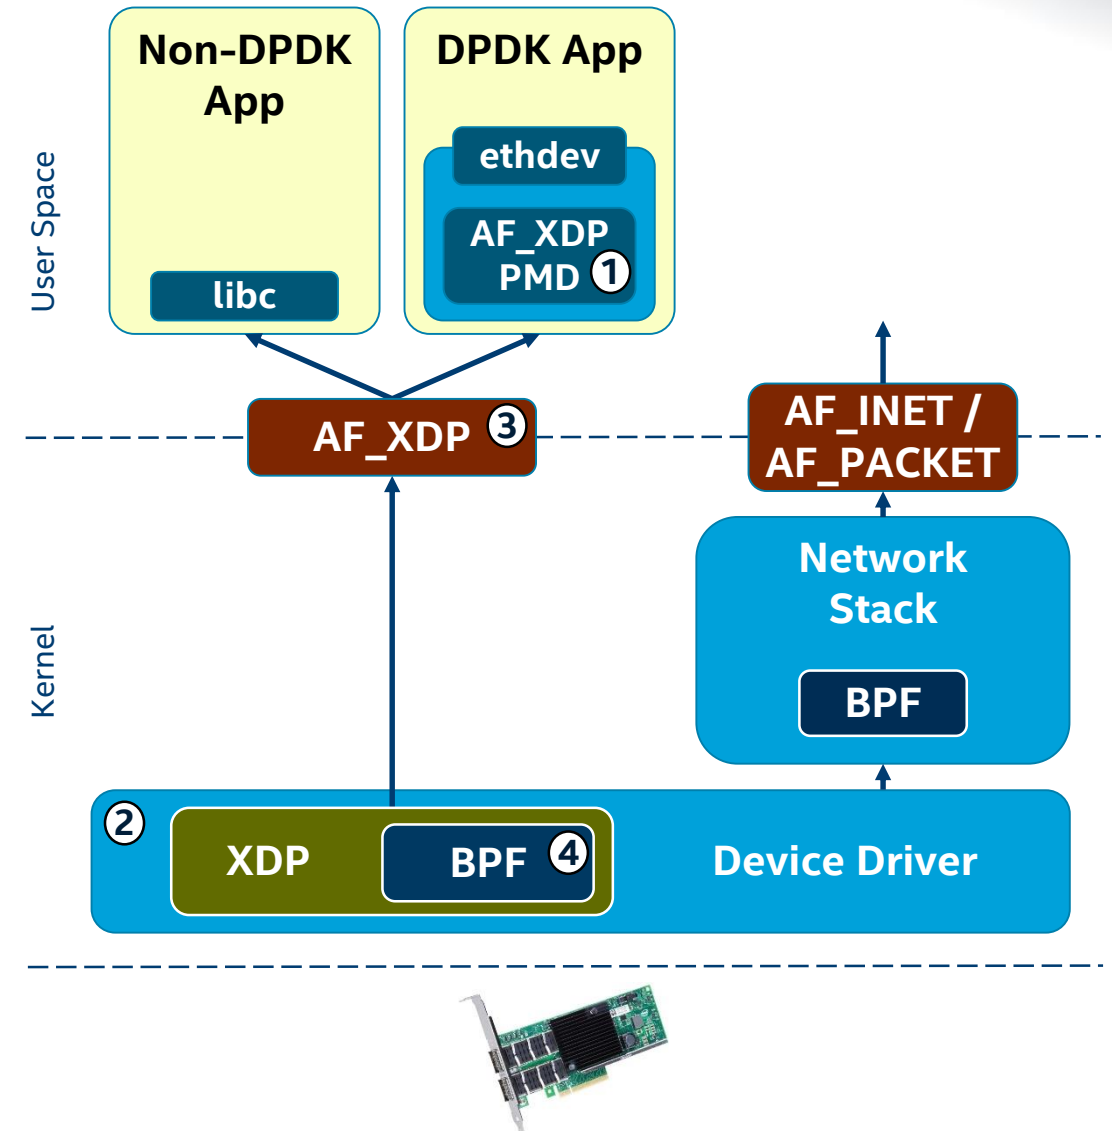 Non-DPDK
App
DPDK App
ethdev
AF_XDP
PMD
1
libc
User Space
AF_XDP
3
AF_INET /
AF_PACKET
Network
Stack
BPF
Kernel
2
XDP
BPF
4
Device Driver